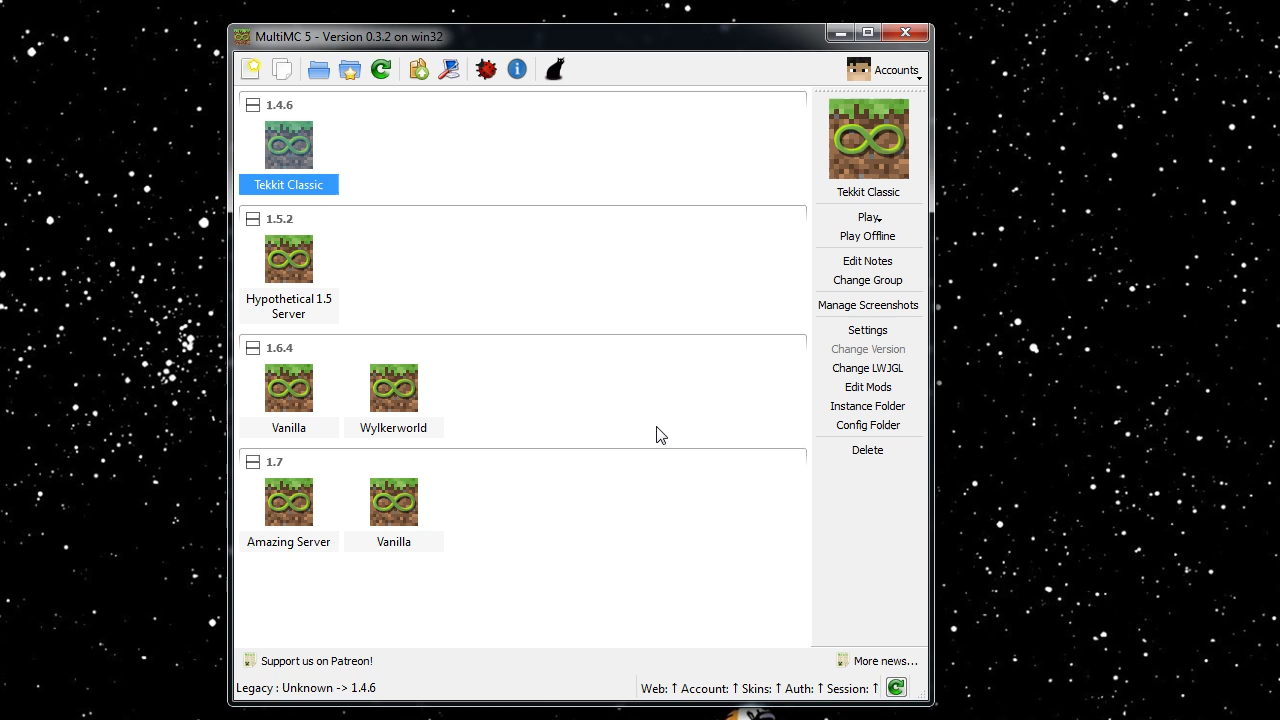 MultiMC 5 - Version 0.3.2 on win32
Accounts
1.4.6
Tekkit Classic
1.5.2
Hypothetical 1.5
Server
1.6.4
Vanilla
Wylkerworld
1.7
Amazing Server
Vanilla
Tekkit Classic
Play
Play Offline
Edit Notes
Change Group
Manage Screenshots
Settings
Change Version
Change LWJGL
Edit Mods
Instance Folder
Config Folder
Delete
Support us on Patreon!
More news...
Legacy : Unknown -> 1.4.6
Web: ↑ Account: ↑ Skins: ↑ Auth: ↑ Session: ↑